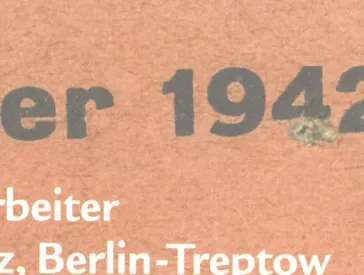 er 1942
rbeiter
z, Berlin-Treptow